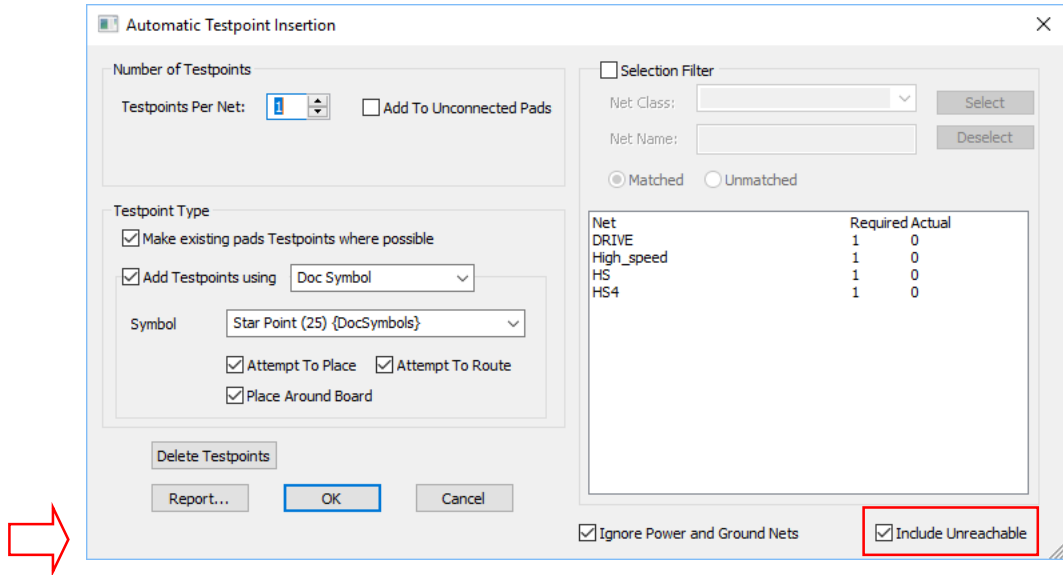 Automatic Testpoint Insertion
Number of Testpoints
Testpoints Per Net: 1 Add To Unconnected Pads
Testpoint Type
Make existing pads Testpoints where possible
Add Testpoints using Doc Symbol
Symbol Star Point (25) {DocSymbols}
Attempt To Place Attempt To Route
Place Around Board
Delete Testpoints
Report... OK Cancel
Selection Filter
Net Class: Select
Net Name: Deselect
Matched Unmatched
Net Required Actual
DRIVE 1 0
High_speed 1 0
HS 1 0
HS4 1 0
Ignore Power and Ground Nets Include Unreachable